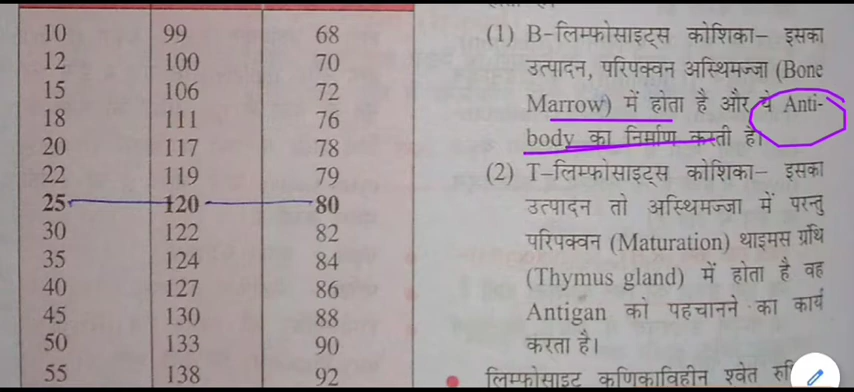 10 99 68
12 100 70
15 106 72
18 111 76
20 117 78
22 119 79
25 120 80
30 122 82
35 124 84
40 127 86
45 130 88
50 133 90
55 138 92
(1) B-लिम्फोसाइट्स कोशिका- इसका
उत्पादन, परिपक्वन अस्थिमज्जा (Bone
Marrow) में होता है और ये Anti-
body का निर्माण करती है।
(2) T-लिम्फोसाइट्स कोशिका- इसका
उत्पादन तो अस्थिमज्जा में परन्तु
परिपक्वन (Maturation) थाइमस ग्रंथि
(Thymus gland) में होता है वह
Antigan को पहचानने का कार्य
करता है।
लिम्फोसाइट कणिकाविहीन श्वेत